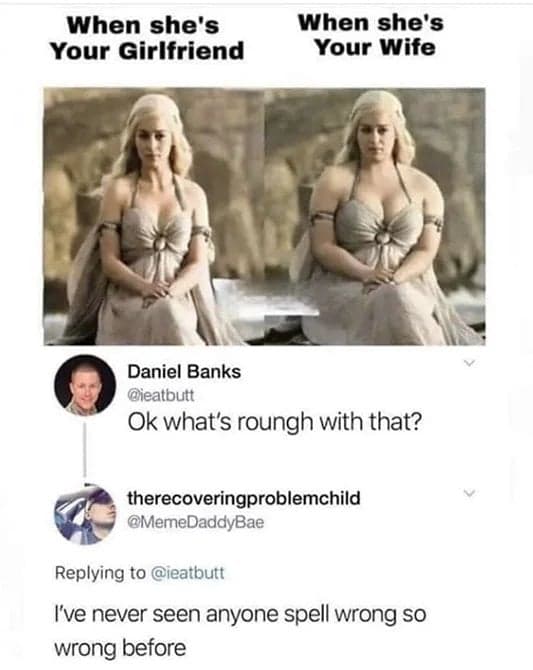 When she's
Your Girlfriend
When she's
Your Wife
Daniel Banks
@ieatbutt
Ok what's roungh with that?
therecoveringproblemchild
@MemeDaddyBae
Replying to @ieatbutt
I've never seen anyone spell wrong so
wrong before